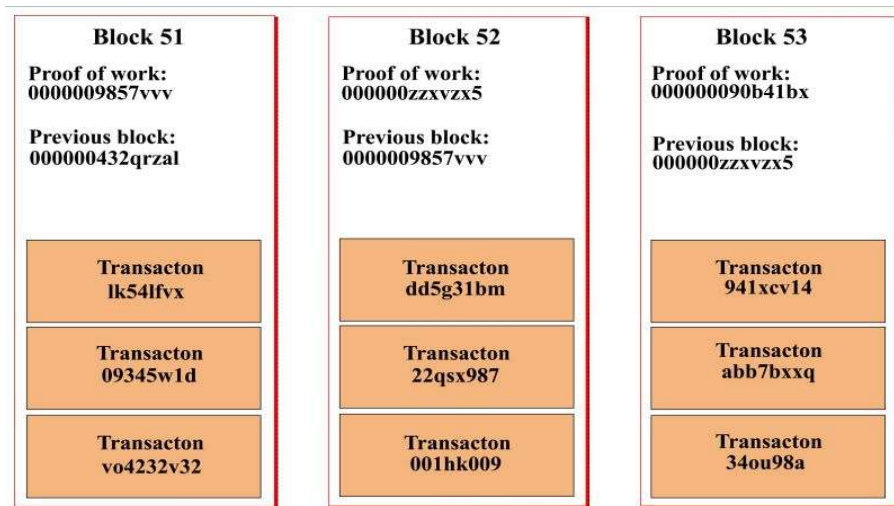 Block 51
Proof of work:
0000009857vvv
Previous block:
000000432qrzal
Transacton
lk54lfvx
Transacton
09345w1d
Transacton
vo4232v32
Block 52
Proof of work:
000000zzxvzx5
Previous block:
0000009857vvv
Transacton
dd5g31bm
Transacton
22qsx987
Transacton
001hk009
Block 53
Proof of work:
000000090b41bx
Previous block:
000000zzxvzx5
Transacton
941xcv14
Transacton
abb7bxxq
Transacton
34ou98a